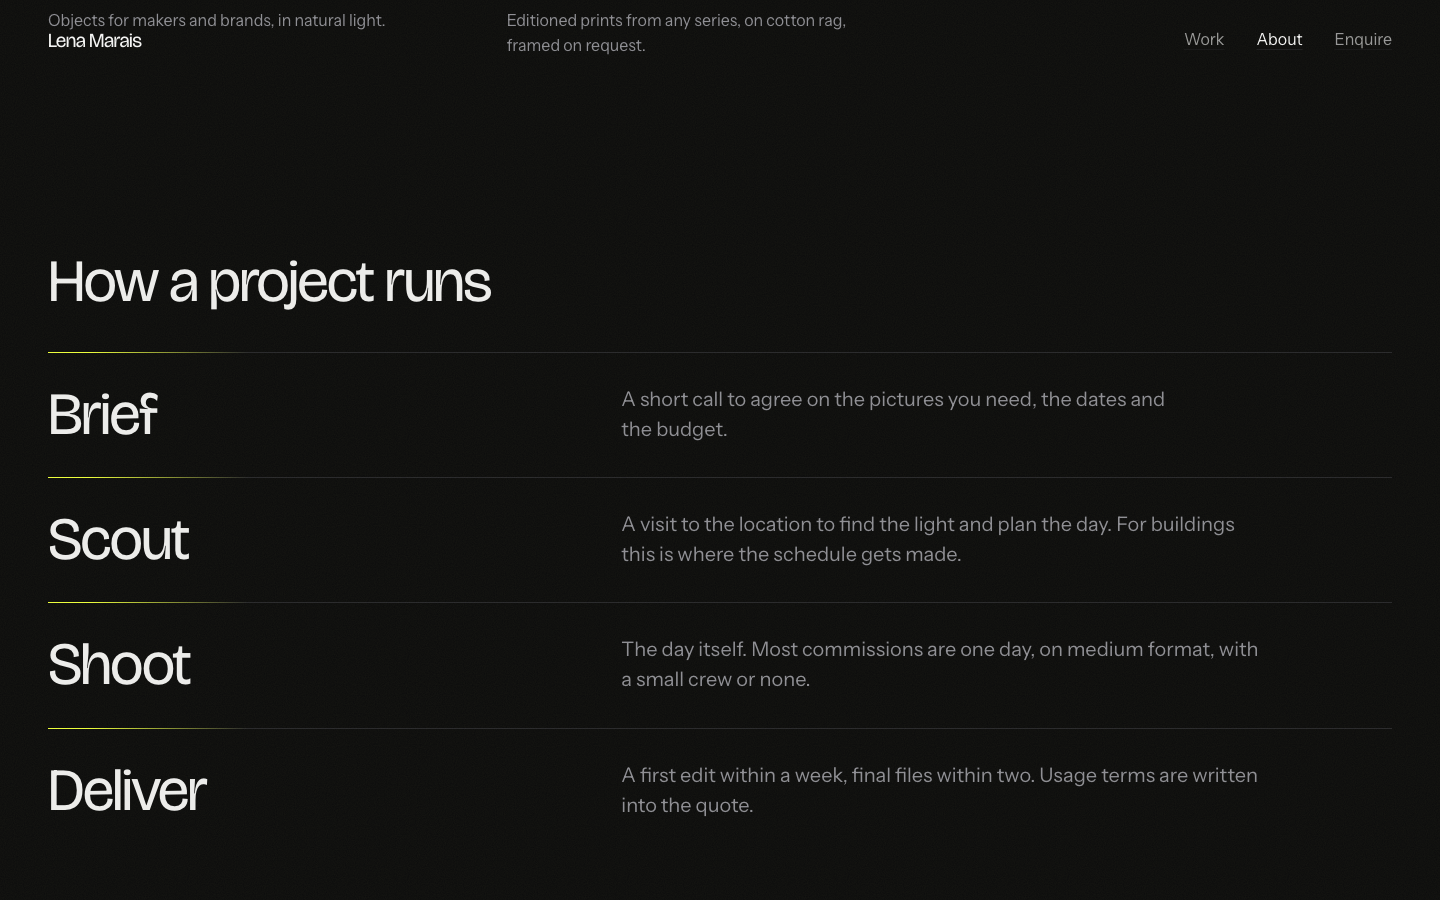 Objects for makers and brands, in natural light.
Lena Marais
Editioned prints from any series, on cotton rag,
framed on request.
Work
About
Enquire
How a project runs
Brief
A short call to agree on the pictures you need, the dates and
the budget.
Scout
A visit to the location to find the light and plan the day. For buildings
this is where the schedule gets made.
Shoot
The day itself. Most commissions are one day, on medium format, with
a small crew or none.
Deliver
A first edit within a week, final files within two. Usage terms are written
into the quote.